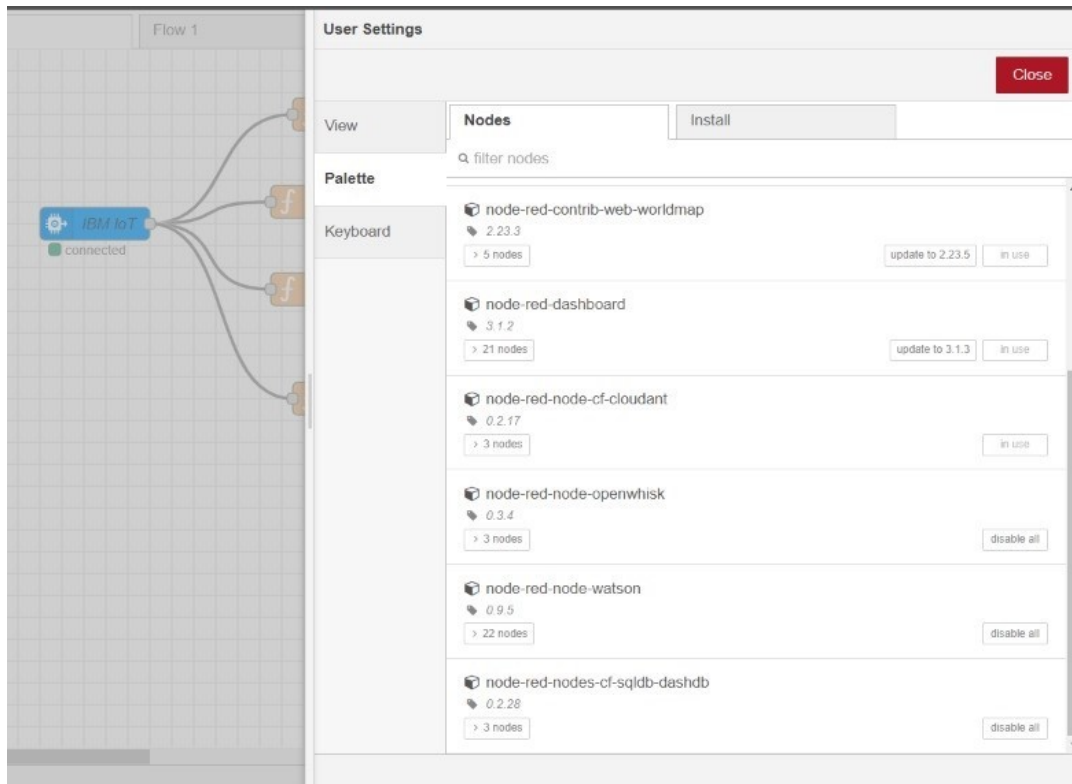 Flow 1
IBM IoT
connected
User Settings
Close
View
Palette
Keyboard
Nodes
Install
filter nodes
node-red-contrib-web-worldmap
2.23.3
> 5 nodes
update to 2.23.5
in use
node-red-dashboard
3.1.2
> 21 nodes
update to 3.1.3
in use
node-red-node-cf-cloudant
0.2.17
> 3 nodes
in use
node-red-node-openwhisk
0.3.4
> 3 nodes
disable all
node-red-node-watson
0.9.5
> 22 nodes
disable all
node-red-nodes-cf-sqldb-dashdb
0.2.28
> 3 nodes
disable all